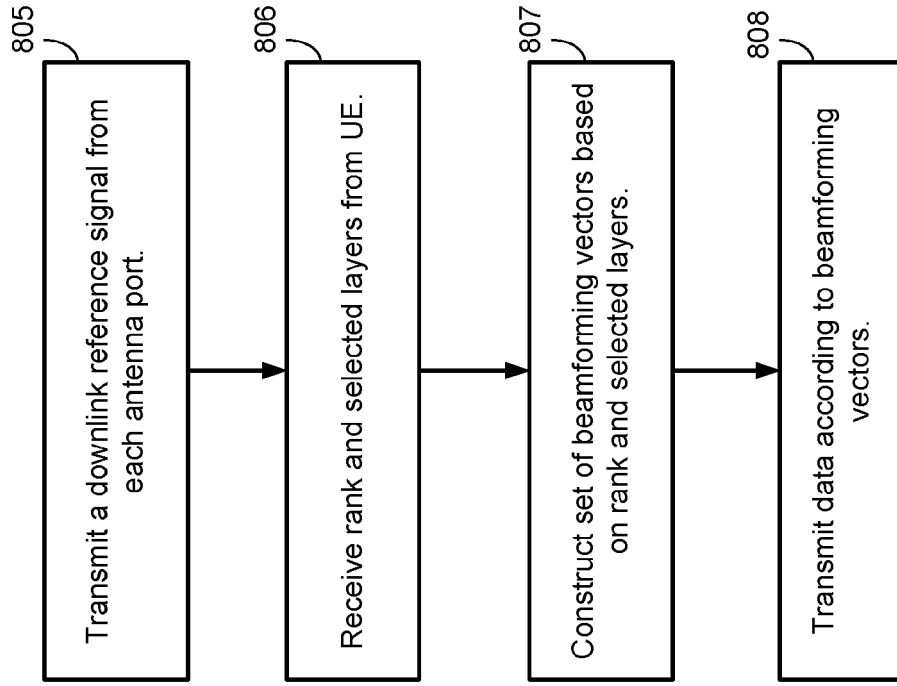 805
Transmit a downlink reference signal from
each antenna port.
806
Receive rank and selected layers from UE.
807
Construct set of beamforming vectors based
on rank and selected layers.
808
Transmit data according to beamforming
vectors.